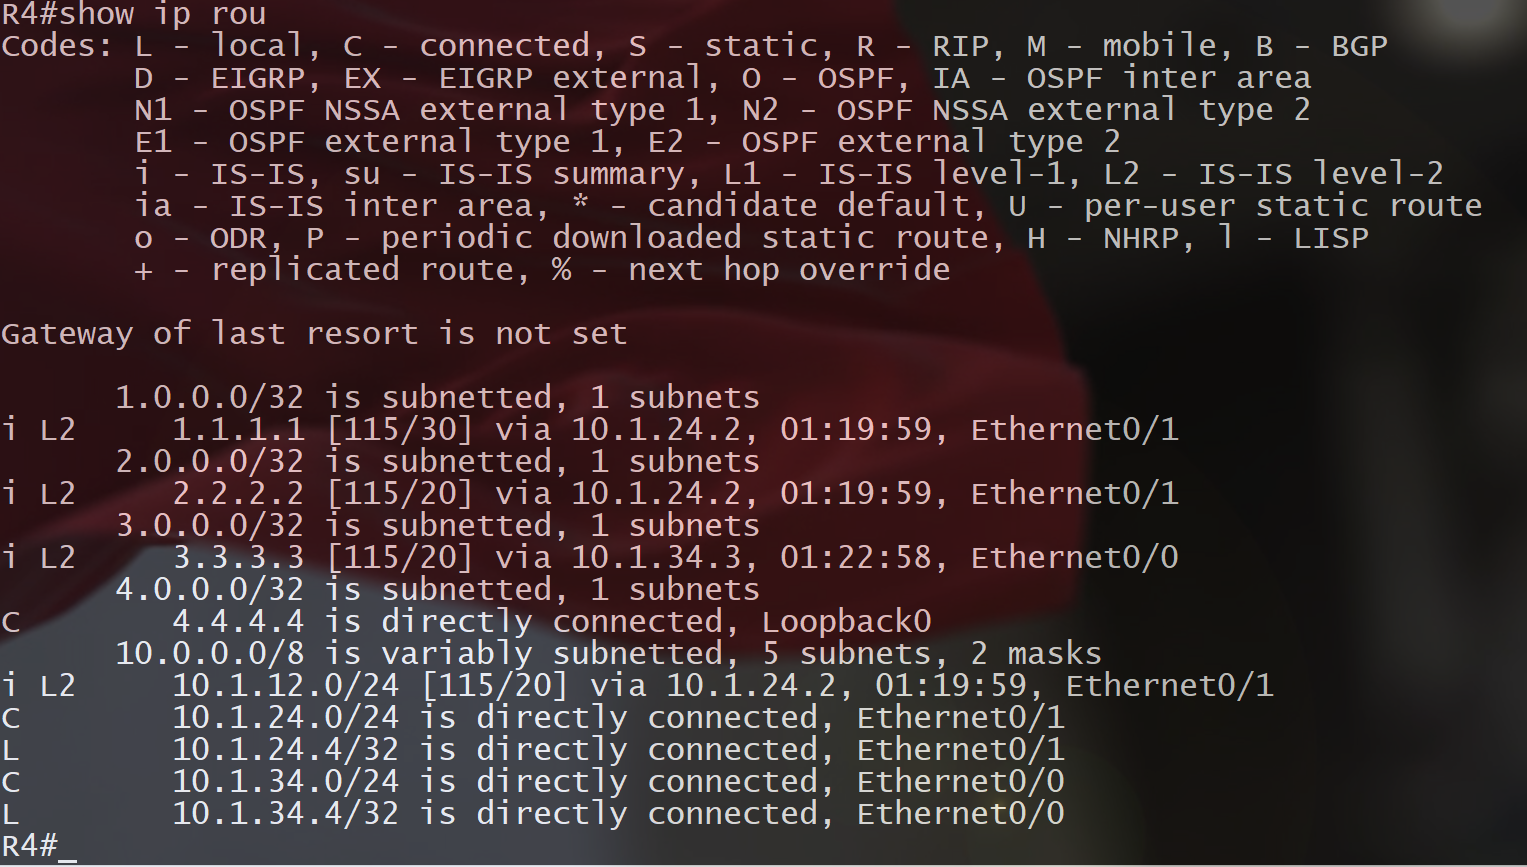 R4#show ip rou
Codes: L - local, C - connected, S - static, R - RIP, M - mobile, B - BGP
       D - EIGRP, EX - EIGRP external, O - OSPF, IA - OSPF inter area
       N1 - OSPF NSSA external type 1, N2 - OSPF NSSA external type 2
       E1 - OSPF external type 1, E2 - OSPF external type 2
       i - IS-IS, su - IS-IS summary, L1 - IS-IS level-1, L2 - IS-IS level-2
       ia - IS-IS inter area, * - candidate default, U - per-user static route
       o - ODR, P - periodic downloaded static route, H - NHRP, l - LISP
       + - replicated route, % - next hop override

Gateway of last resort is not set

      1.0.0.0/32 is subnetted, 1 subnets
i L2     1.1.1.1 [115/30] via 10.1.24.2, 01:19:59, Ethernet0/1
      2.0.0.0/32 is subnetted, 1 subnets
i L2     2.2.2.2 [115/20] via 10.1.24.2, 01:19:59, Ethernet0/1
      3.0.0.0/32 is subnetted, 1 subnets
i L2     3.3.3.3 [115/20] via 10.1.34.3, 01:22:58, Ethernet0/0
      4.0.0.0/32 is subnetted, 1 subnets
C        4.4.4.4 is directly connected, Loopback0
      10.0.0.0/8 is variably subnetted, 5 subnets, 2 masks
i L2     10.1.12.0/24 [115/20] via 10.1.24.2, 01:19:59, Ethernet0/1
C        10.1.24.0/24 is directly connected, Ethernet0/1
L        10.1.24.4/32 is directly connected, Ethernet0/1
C        10.1.34.0/24 is directly connected, Ethernet0/0
L        10.1.34.4/32 is directly connected, Ethernet0/0
R4#_